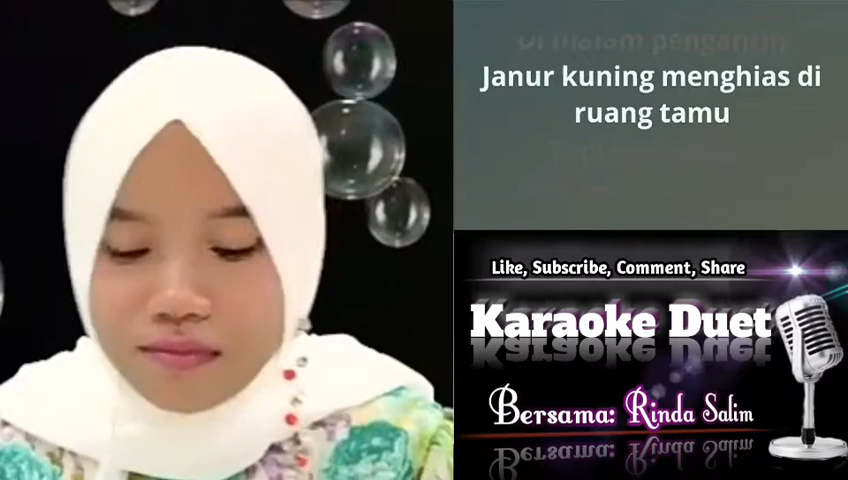 Janur kuning menghias di
ruang tamu
Like, Subscribe, Comment, Share
Karaoke Duet
Bersama: Rinda Salim